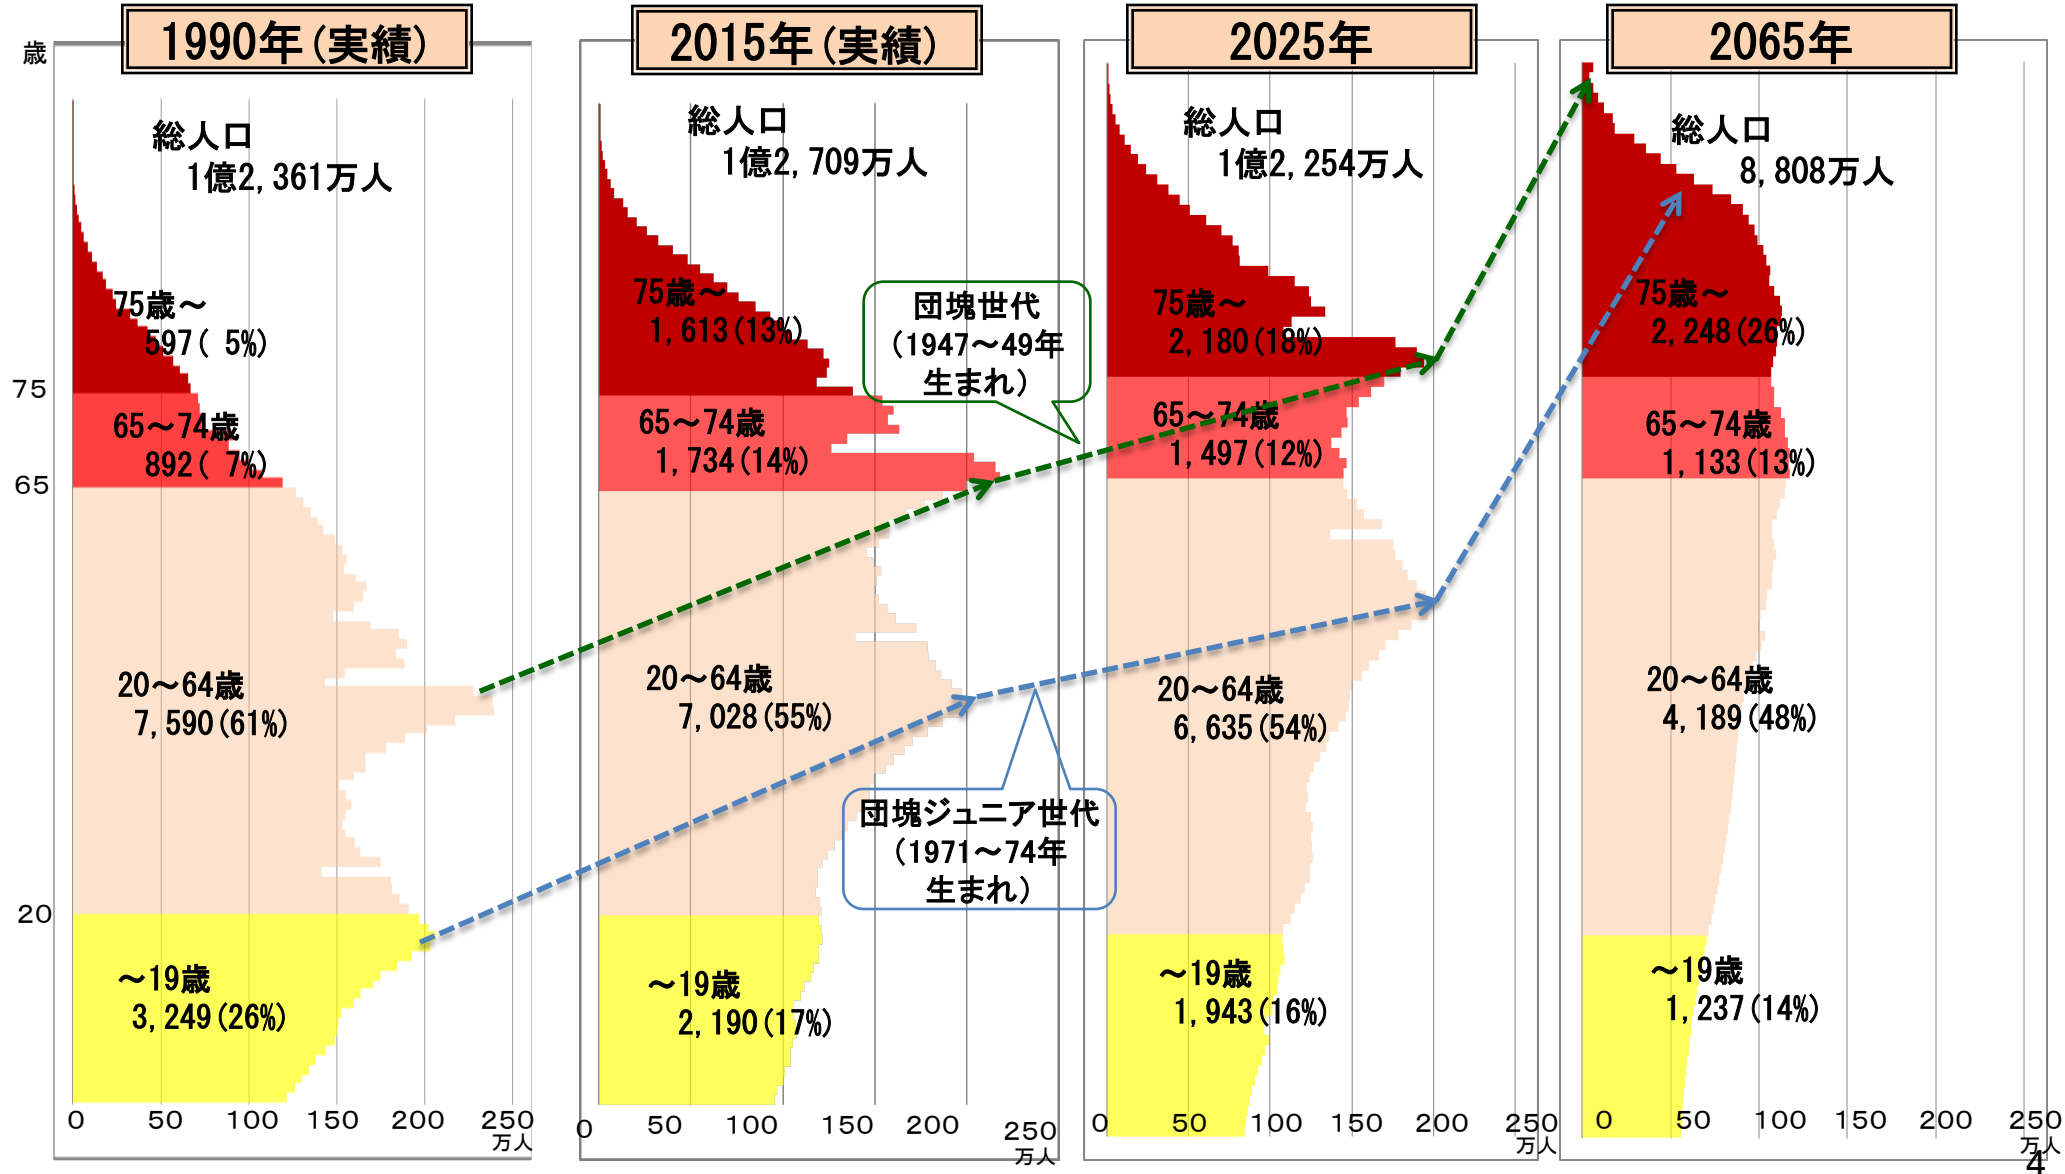 1990年(実績)
歳
総人口
1億2,361万人
75歳～
597( 5%)
75
65～74歳
892( 7%)
65
20～64歳
7,590(61%)
20
～19歳
3,249(26%)
0 50 100 150 200 250
万人
2015年(実績)
総人口
1億2,709万人
75歳～
1,613(13%)
65～74歳
1,734(14%)
20～64歳
7,028(55%)
～19歳
2,190(17%)
0 50 100 150 200 250
万人
団塊世代
(1947～49年
生まれ)
団塊ジュニア世代
(1971～74年
生まれ)
2025年
総人口
1億2,254万人
75歳～
2,180(18%)
65～74歳
1,497(12%)
20～64歳
6,635(54%)
～19歳
1,943(16%)
0 50 100 150 200 250
万人
2065年
総人口
8,808万人
75歳～
2,248(26%)
65～74歳
1,133(13%)
20～64歳
4,189(48%)
～19歳
1,237(14%)
0 50 100 150 200 250
万人
4